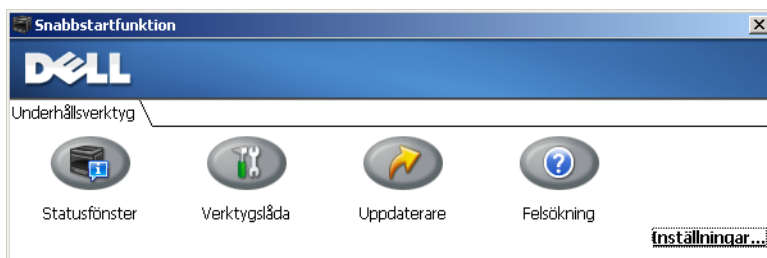 Snabbstartfunktion
DELL
Underhållsverktyg
Statusfönster Verktygslåda Uppdaterare Felsökning
Inställningar...